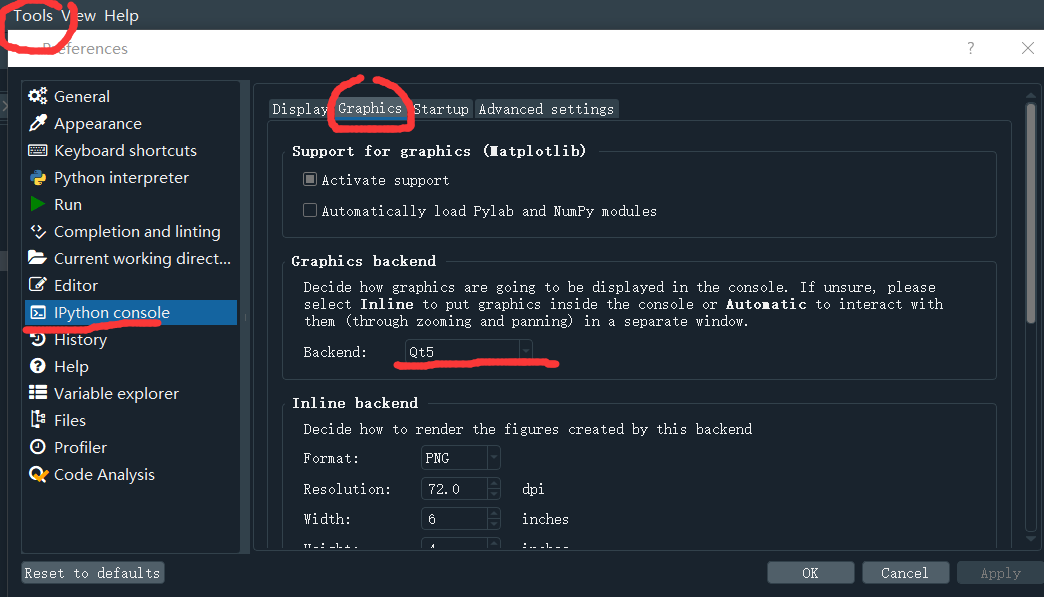 Tools View Help
Preferences
?
General
Appearance
Keyboard shortcuts
Python interpreter
Run
Completion and linting
Current working direct...
Editor
IPython console
History
Help
Variable explorer
Files
Profiler
Code Analysis
Display Graphics Startup Advanced settings
Support for graphics (Matplotlib)
Activate support
Automatically load Pylab and NumPy modules
Graphics backend
Decide how graphics are going to be displayed in the console. If unsure, please
select Inline to put graphics inside the console or Automatic to interact with
them (through zooming and panning) in a separate window.
Backend: Qt5
Inline backend
Decide how to render the figures created by this backend
Format: PNG
Resolution: 72.0 dpi
Width: 6 inches
Height: 4 inches
Reset to defaults
OK Cancel Apply